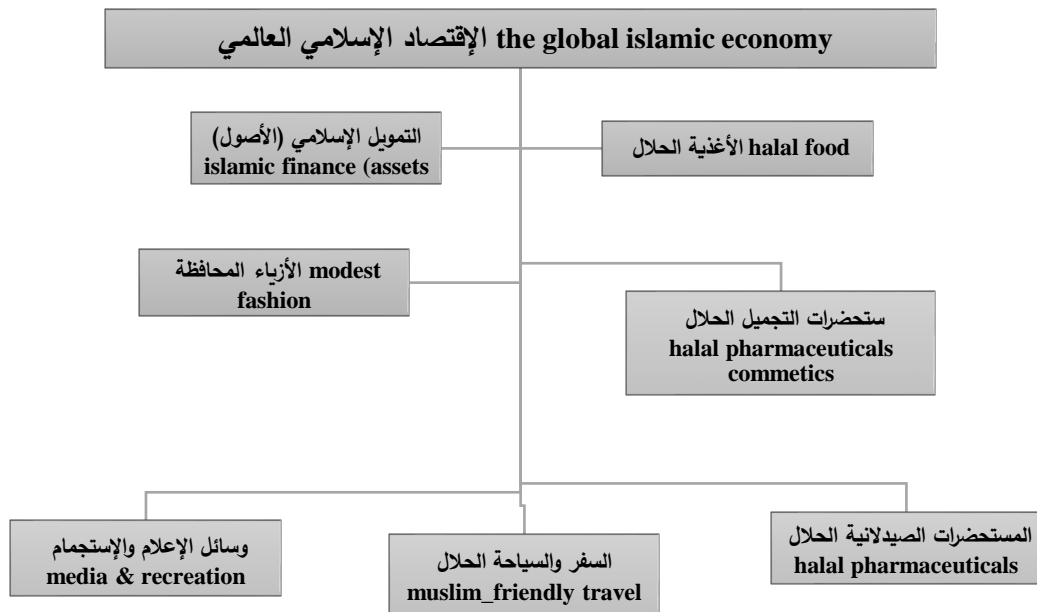 الإقتصاد الإسلامي العالمي the global islamic economy
التمويل الإسلامي (الأصول)
islamic finance (assets
الأغذية الحلال halal food
الأزياء المحافظة modest
fashion
ستحضرات التجميل الحلال
halal pharmaceuticals
commetics
وسائل الإعلام والإستجمام
media & recreation
السفر والسياحة الحلال
muslim_friendly travel
المستحضرات الصيدلانية الحلال
halal pharmaceuticals